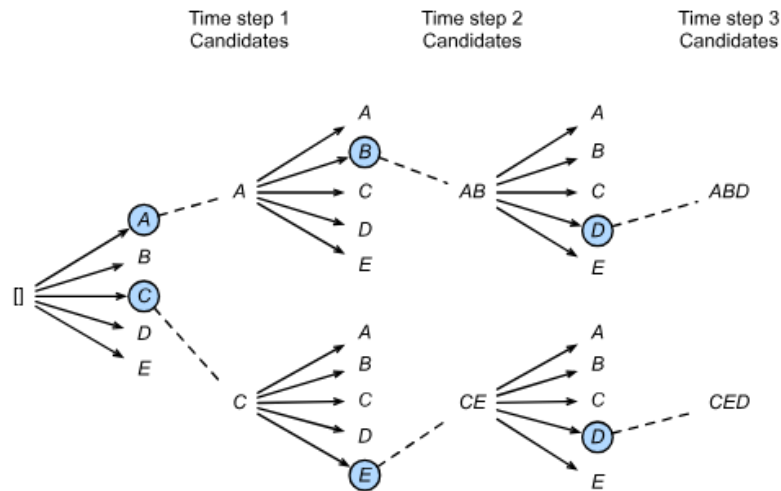 Time step 1
Candidates
Time step 2
Candidates
Time step 3
Candidates
[]
A
B
C
D
E
A
C
A
B
C
D
E
A
B
C
D
E
AB
CE
A
B
C
D
E
A
B
C
D
E
ABD
CED